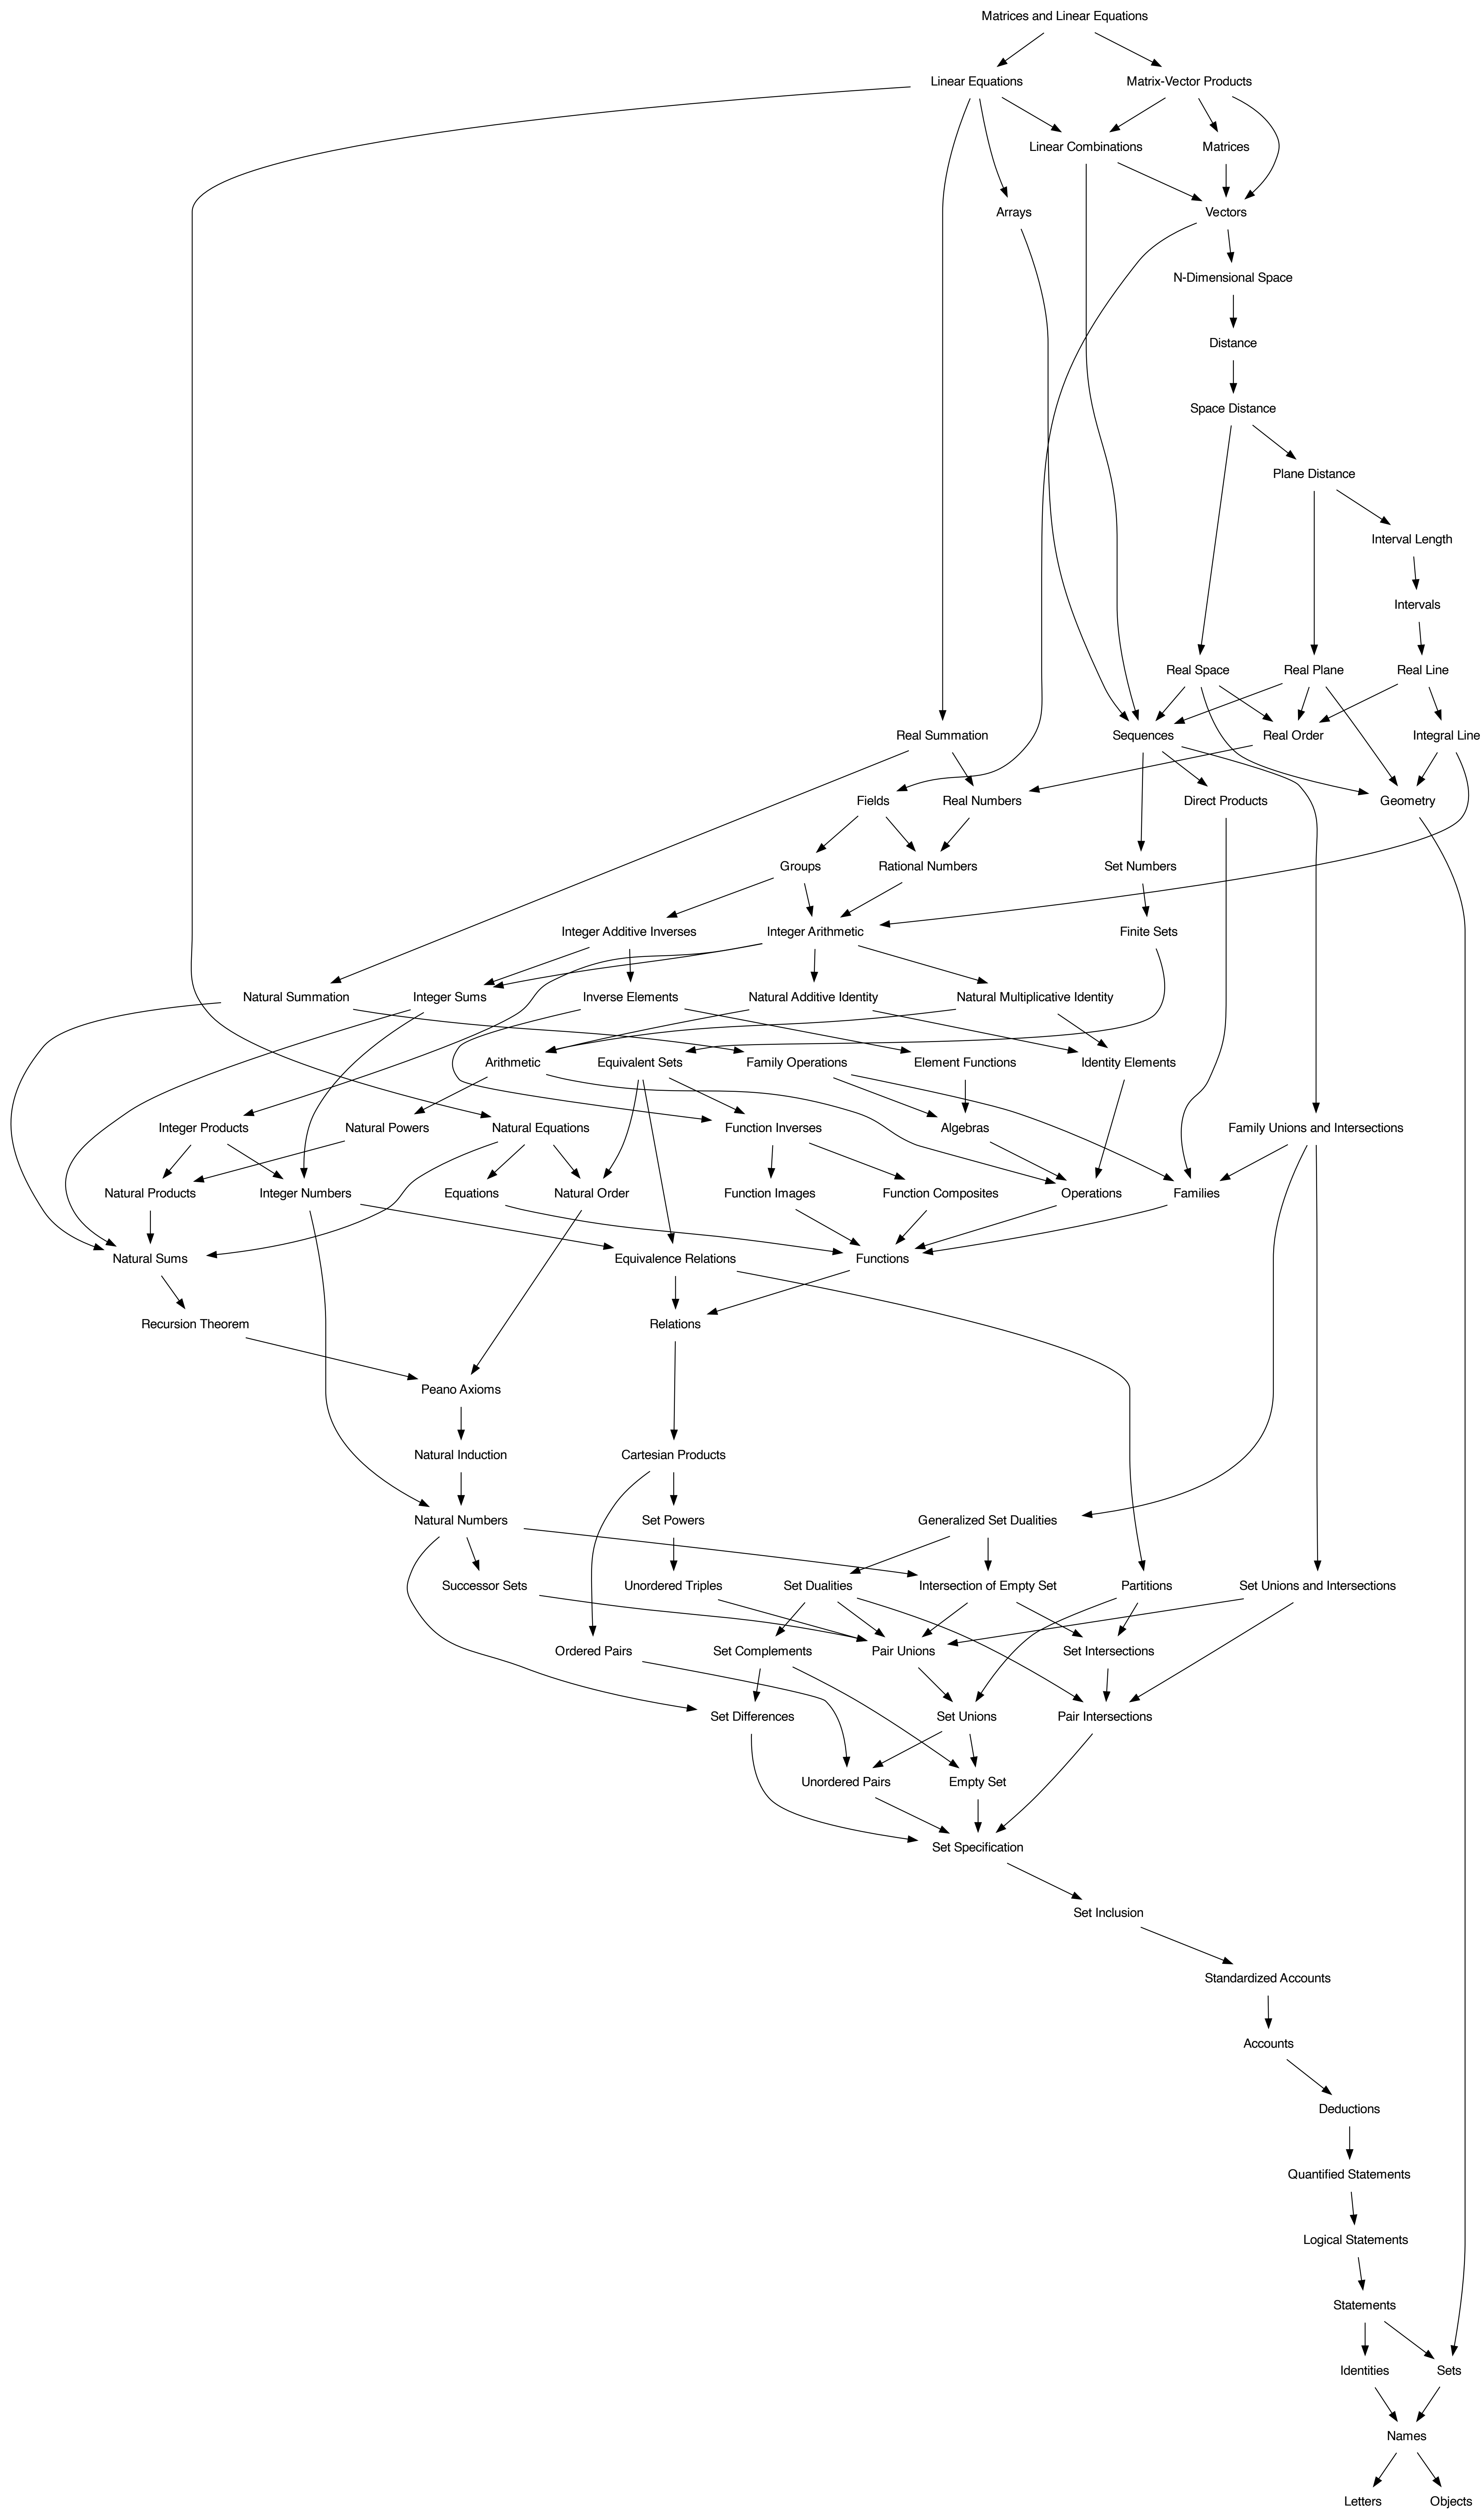 Matrices and Linear Equations
Linear Equations
Matrix-Vector Products
Linear Combinations
Matrices
Arrays
Vectors
N-Dimensional Space
Distance
Space Distance
Plane Distance
Interval Length
Intervals
Real Space
Real Plane
Real Line
Real Summation
Sequences
Real Order
Integral Line
Fields
Real Numbers
Direct Products
Geometry
Groups
Rational Numbers
Set Numbers
Integer Additive Inverses
Integer Arithmetic
Finite Sets
Natural Summation
Integer Sums
Inverse Elements
Natural Additive Identity
Natural Multiplicative Identity
Arithmetic
Equivalent Sets
Family Operations
Element Functions
Identity Elements
Integer Products
Natural Powers
Natural Equations
Function Inverses
Algebras
Family Unions and Intersections
Natural Products
Integer Numbers
Equations
Natural Order
Function Images
Function Composites
Operations
Families
Natural Sums
Equivalence Relations
Functions
Recursion Theorem
Relations
Peano Axioms
Natural Induction
Cartesian Products
Natural Numbers
Set Powers
Generalized Set Dualities
Successor Sets
Unordered Triples
Set Dualities
Intersection of Empty Set
Partitions
Set Unions and Intersections
Ordered Pairs
Set Complements
Pair Unions
Set Intersections
Set Differences
Set Unions
Pair Intersections
Unordered Pairs
Empty Set
Set Specification
Set Inclusion
Standardized Accounts
Accounts
Deductions
Quantified Statements
Logical Statements
Statements
Identities
Sets
Names
Letters
Objects